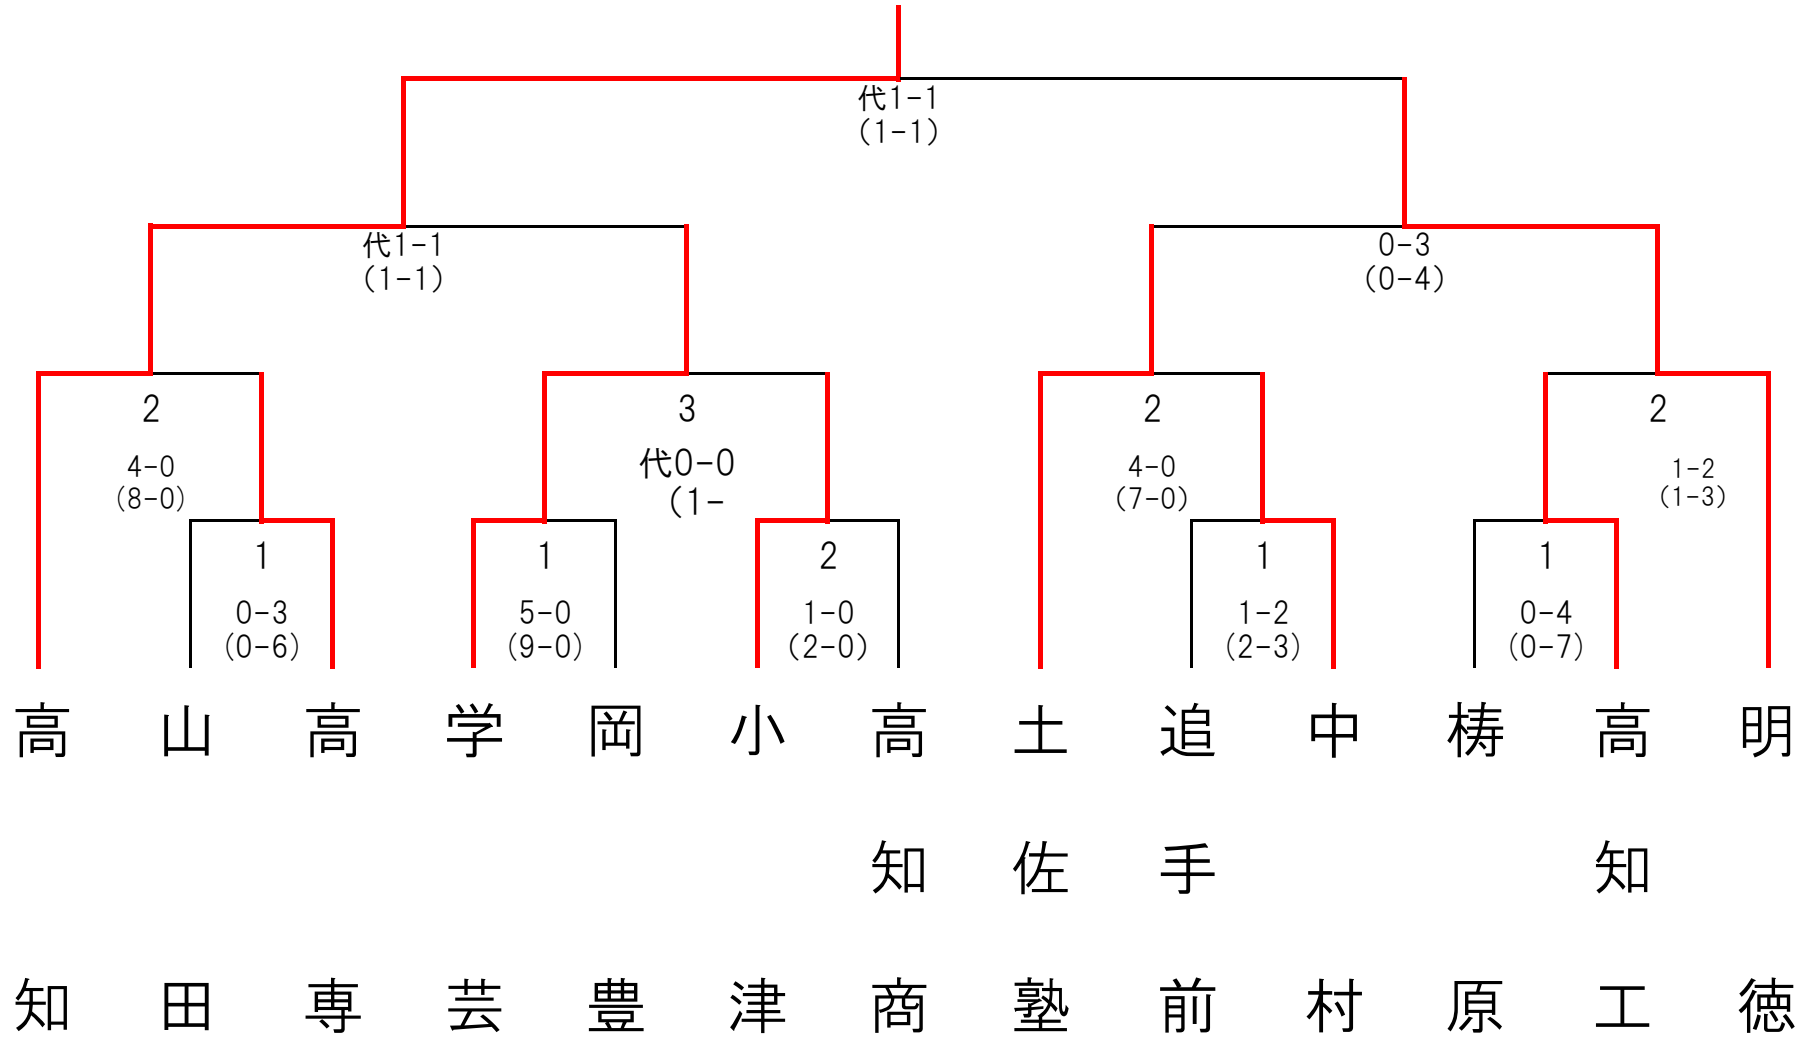 代1-1
(1-1)
代1-1
(1-1)
0-3
(0-4)
2
3
2
2
4-0
(8-0)
代0-0
(1-
4-0
(7-0)
1-2
(1-3)
1
1
2
1
1
0-3
(0-6)
5-0
(9-0)
1-0
(2-0)
1-2
(2-3)
0-4
(0-7)
高知
山田
高専
学芸
岡豊
小津
高知商
土佐塾
追手前
中村
梼原
高知工
明徳